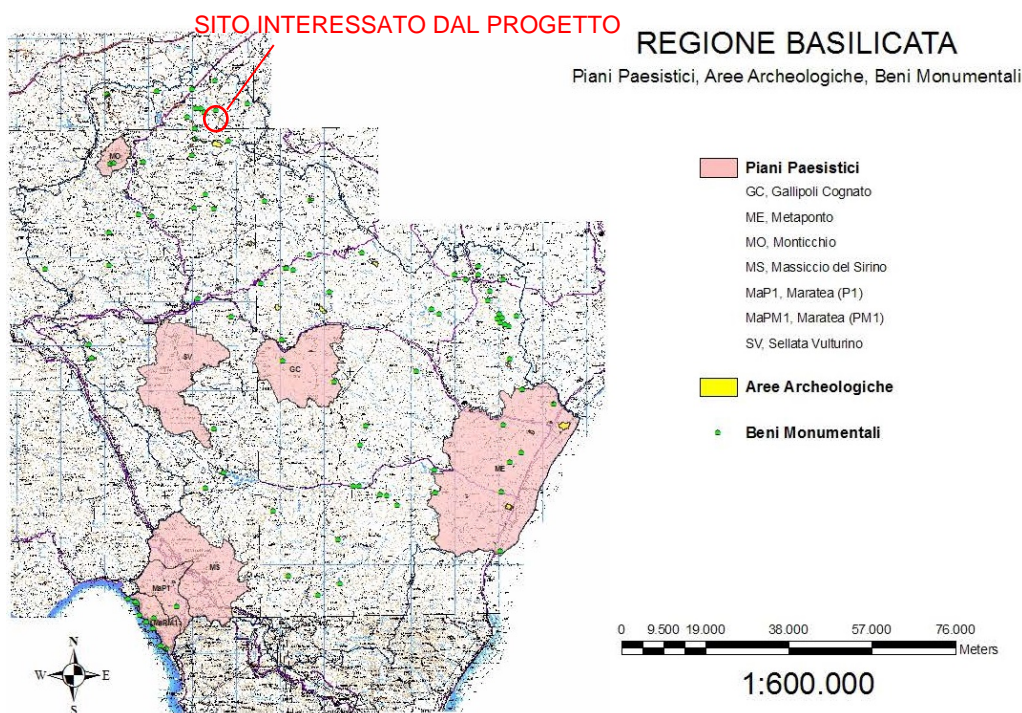 SITO INTERESSATO DAL PROGETTO
REGIONE BASILICATA
Piani Paesistici, Aree Archeologiche, Beni Monumentali
Piani Paesistici
GC, Gallipoli Cognato
ME, Metaponto
MO, Monticchio
MS, Massiccio del Sirino
MaP1, Maratea (P1)
MaPM1, Maratea (PM1)
SV, Sellata Vulturino
Aree Archeologiche
Beni Monumentali
MO
SV
GC
ME
MS
MaP1
MaPM1
N
W E
S
0 9.500 19.000 38.000 57.000 76.000
Meters
1:600.000